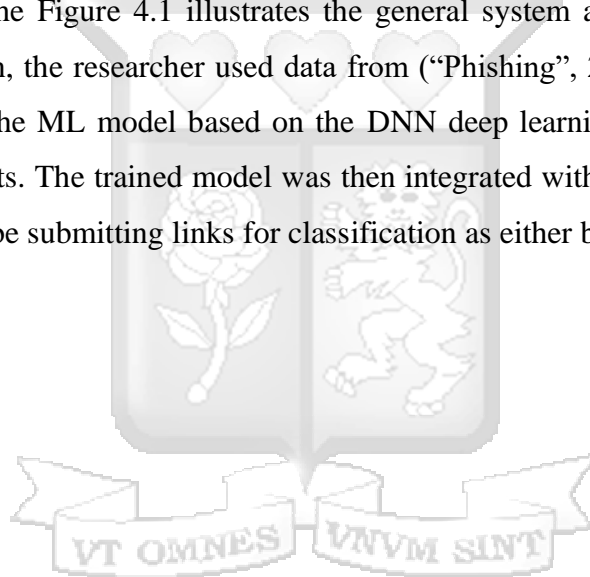 he Figure 4.1 illustrates the general system a
n, the researcher used data from (“Phishing”, 2
he ML model based on the DNN deep learni
ts. The trained model was then integrated with
be submitting links for classification as either b
VT OMNES VNVM SINT